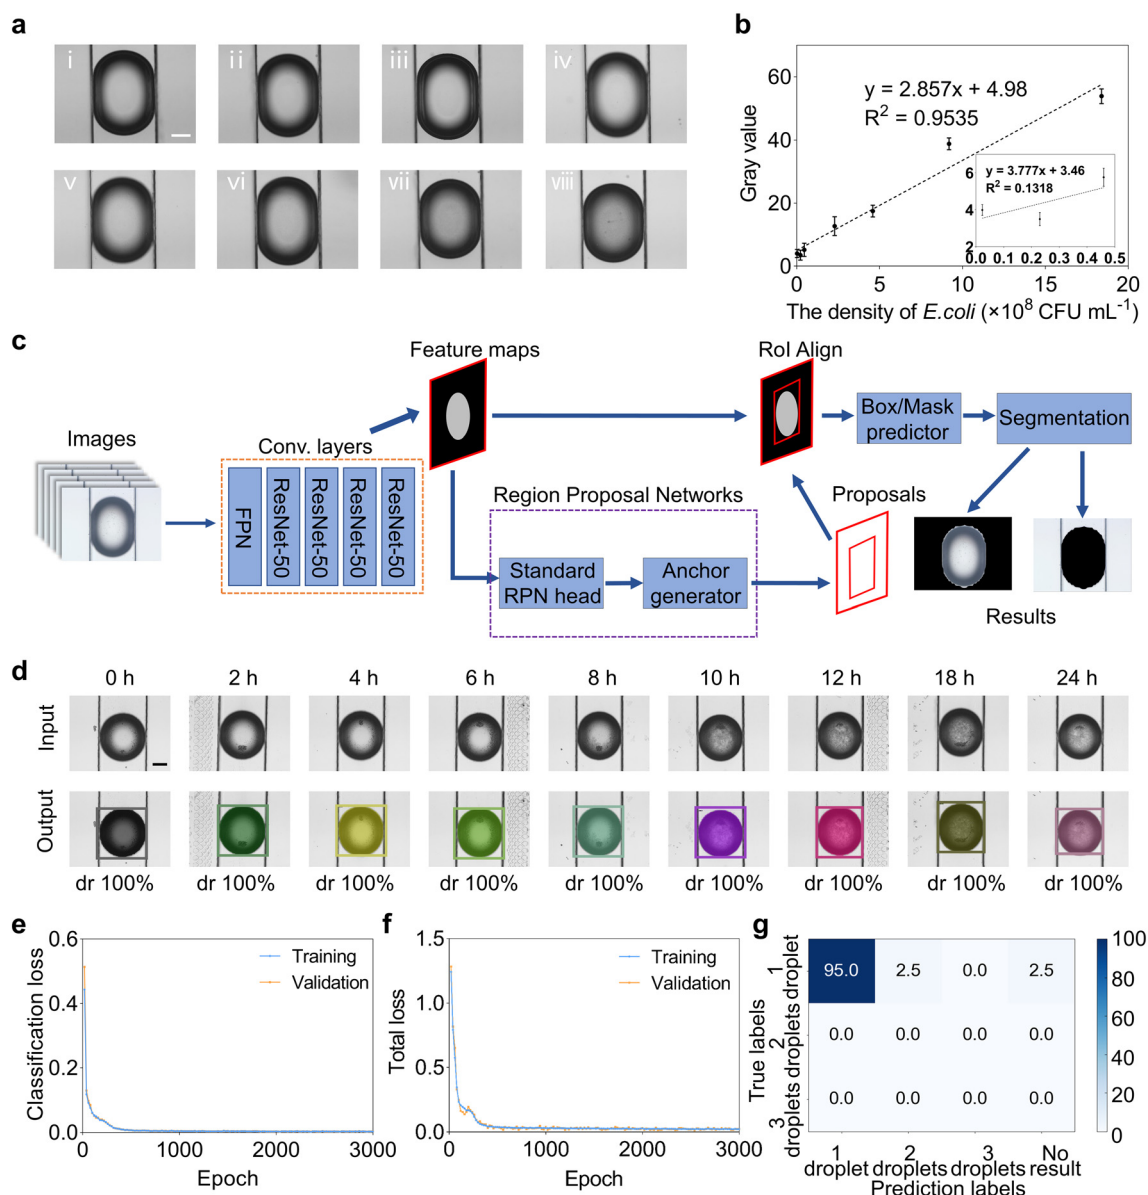 a
i
ii
iii
iv
v
vi
vii
viii
b
Gray value
60
40
20
0
y = 2.857x + 4.98
R² = 0.9535
6
4
2
y = 3.777x + 3.46
R² = 0.1318
0.0 0.1 0.2 0.3 0.4 0.5
0 5 10 15 20
The density of E.coli (×10⁸ CFU mL⁻¹)
c
Images
Conv. layers
FPN
ResNet-50
ResNet-50
ResNet-50
ResNet-50
Feature maps
Region Proposal Networks
Standard
RPN head
Anchor
generator
Proposals
RoI Align
Box/Mask
predictor
Segmentation
Results
d
0 h 2 h 4 h 6 h 8 h 10 h 12 h 18 h 24 h
Input
Output
dr 100% dr 100% dr 100% dr 100% dr 100% dr 100% dr 100% dr 100% dr 100%
e
Classification loss
0.6
0.4
0.2
0.0
Training
Validation
0 1000 2000 3000
Epoch
f
Total loss
1.5
1.0
0.5
0.0
Training
Validation
0 1000 2000 3000
Epoch
g
True labels
1
droplet
2
droplets
3
droplets
95.0 2.5 0.0 2.5
0.0 0.0 0.0 0.0
0.0 0.0 0.0 0.0
1 2 3 No
droplet droplets droplets result
Prediction labels
100
80
60
40
20
0